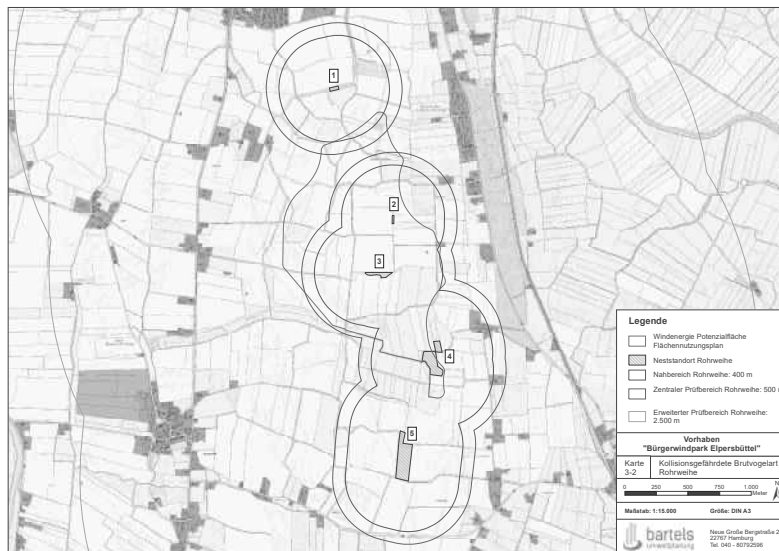 1
2
3
4
5
Legende
Windenergie Potenzialfläche
Flächennutzungsplan
Neststandort Rohrweihe
Nahbereich Rohrweihe: 400 m
Zentraler Prüfbereich Rohrweihe: 500 m
Erweiterter Prüfbereich Rohrweihe:
2.500 m
Vorhaben
"Bürgerwindpark Elpersbüttel"
Karte
3-2
Kollisionsgefährdete Brutvogelart
Rohrweihe
0 250 500 750 1.000
Meter
N
Maßstab: 1:15.000 Größe: DIN A3
bartels
umweltplanung
Neue Große Bergstraße 2
22767 Hamburg
Tel. 040 - 80792596